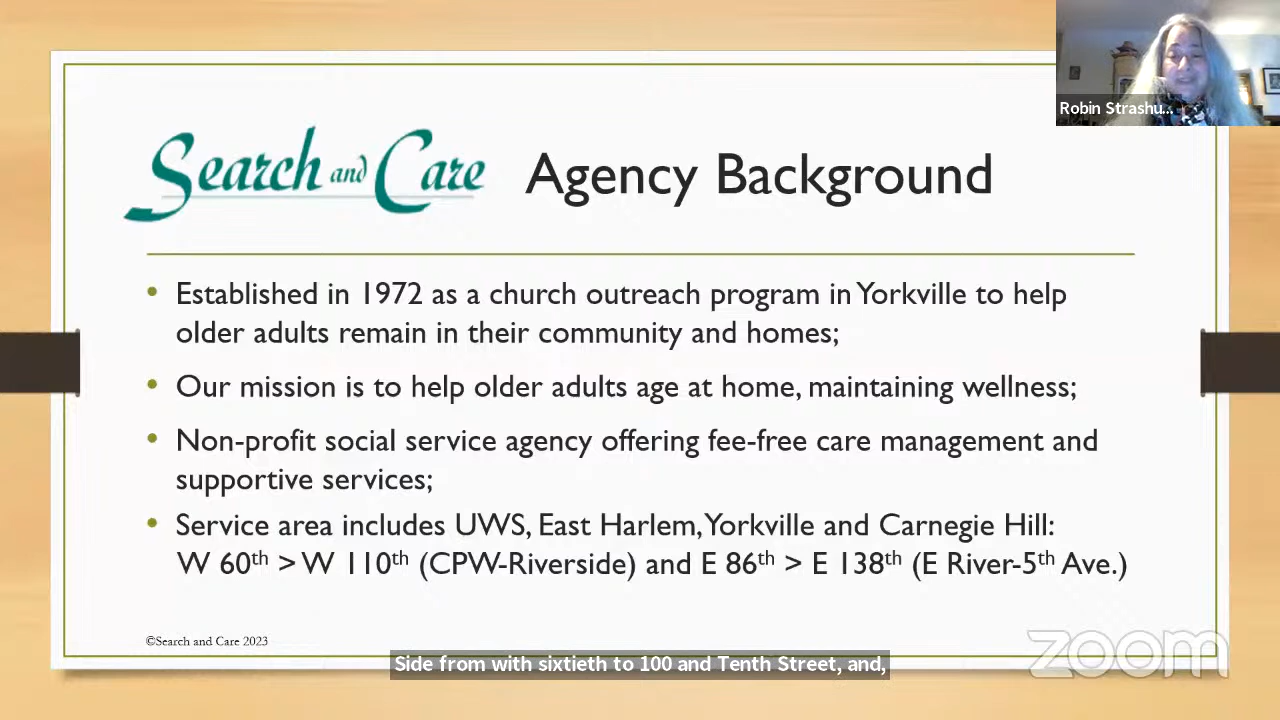 Robin Strashu...
Search and Care Agency Background
• Established in 1972 as a church outreach program in Yorkville to help
older adults remain in their community and homes;
• Our mission is to help older adults age at home, maintaining wellness;
• Non-profit social service agency offering fee-free care management and
supportive services;
• Service area includes UWS, East Harlem, Yorkville and Carnegie Hill:
W 60th > W 110th (CPW-Riverside) and E 86th > E 138th (E River-5th Ave.)
©Search and Care 2023
zoom
Side from with sixtieth to 100 and Tenth Street, and,